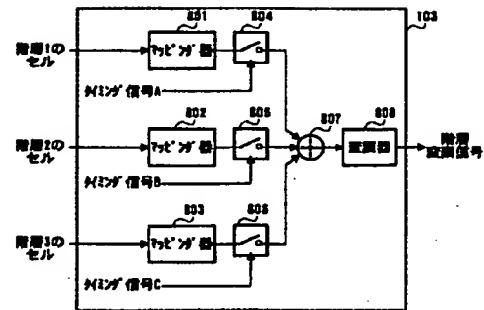 103
801
804
階層1の
セル
マッピング器
タイミング信号A
802
805
807
808
階層2の
セル
マッピング器
変調器
階層
変調信号
タイミング信号B
803
806
階層3の
セル
マッピング器
タイミング信号C